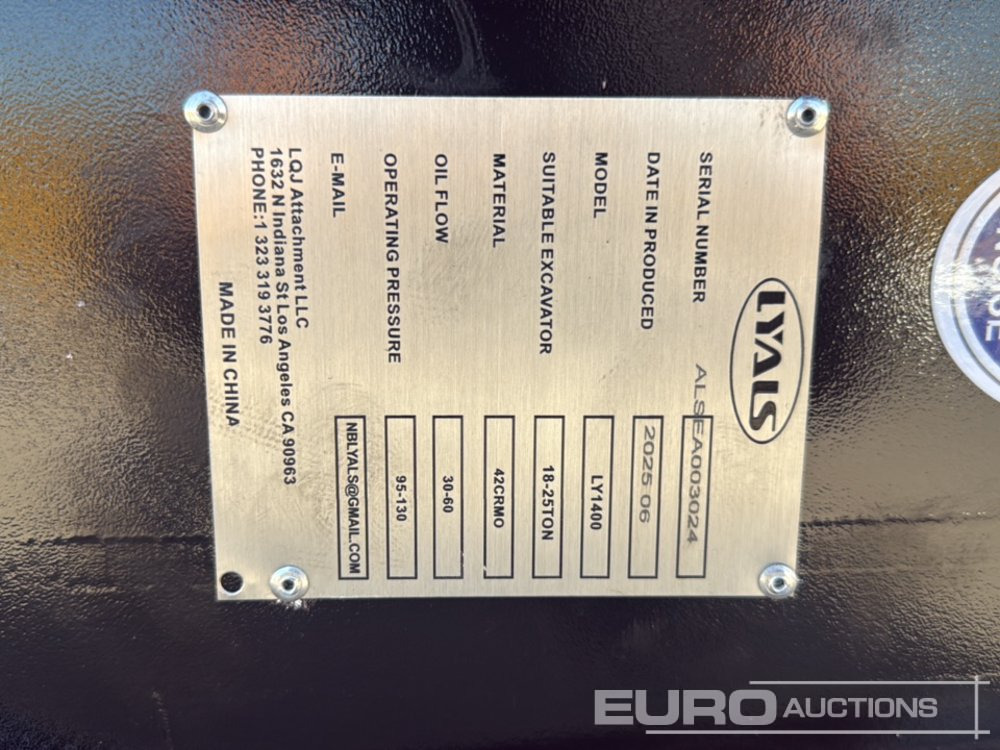 LYALS
SERIAL NUMBER ALSEA003024
DATE IN PRODUCED 2025 06
MODEL LY1400
SUITABLE EXCAVATOR 18-25TON
MATERIAL 42CRMO
OIL FLOW 30-60
OPERATING PRESSURE 95-130
E-MAIL NBLYALS@GMAIL.COM
LQJ Attachment LLC
1632 N Indiana St Los Angeles CA 90963
PHONE:1 323 319 3776
MADE IN CHINA
EURO AUCTIONS